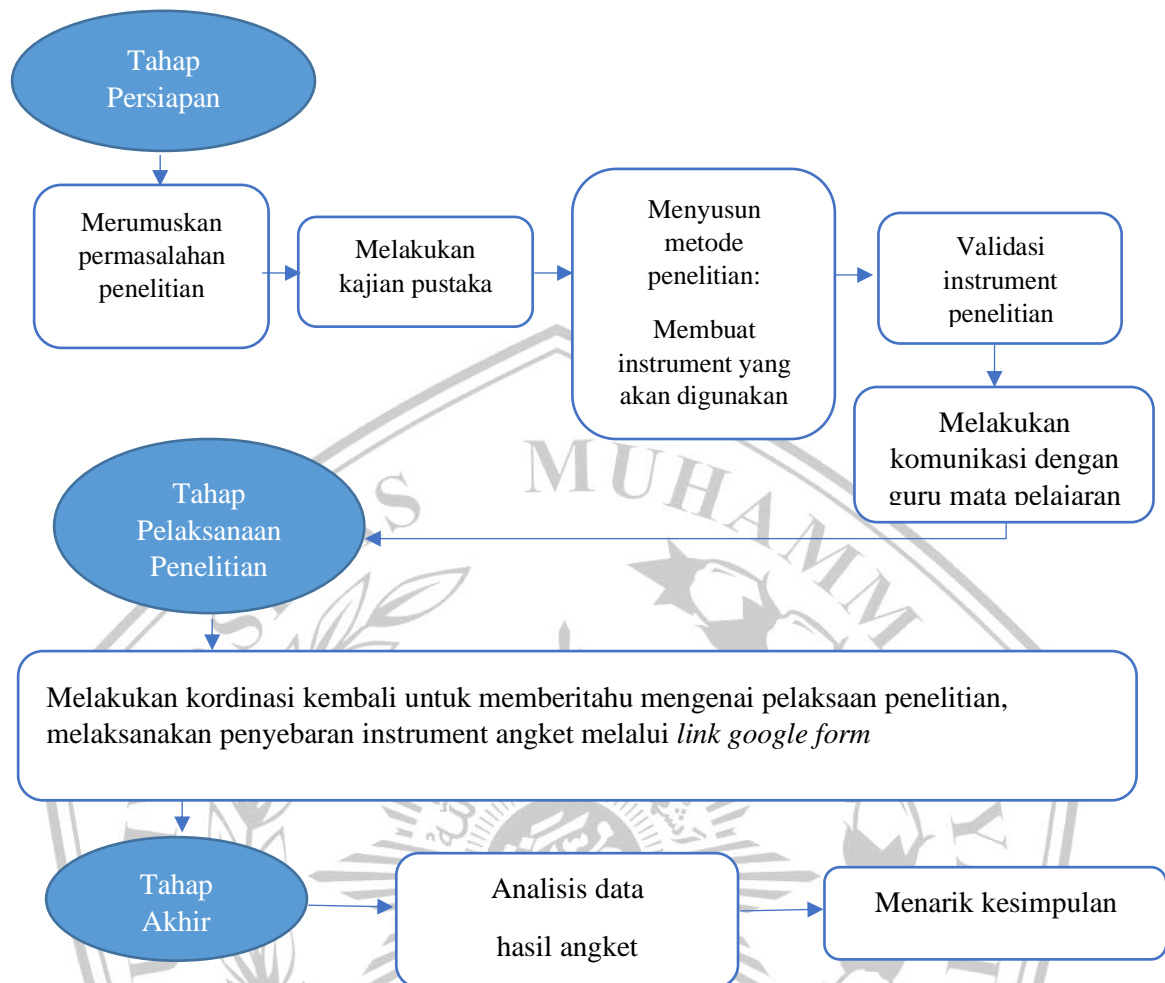 Tahap
Persiapan
Merumuskan
permasalahan
penelitian
Melakukan
kajian pustaka
Menyusun
metode
penelitian:
Membuat
instrument yang
akan digunakan
Validasi
instrument
penelitian
Melakukan
komunikasi dengan
guru mata pelajaran
Tahap
Pelaksanaan
Penelitian
Melakukan kordinasi kembali untuk memberitahu mengenai pelaksaan penelitian,
melaksanakan penyebaran instrument angket melalui link google form
Tahap
Akhir
Analisis data
hasil angket
Menarik kesimpulan
MUHAMM